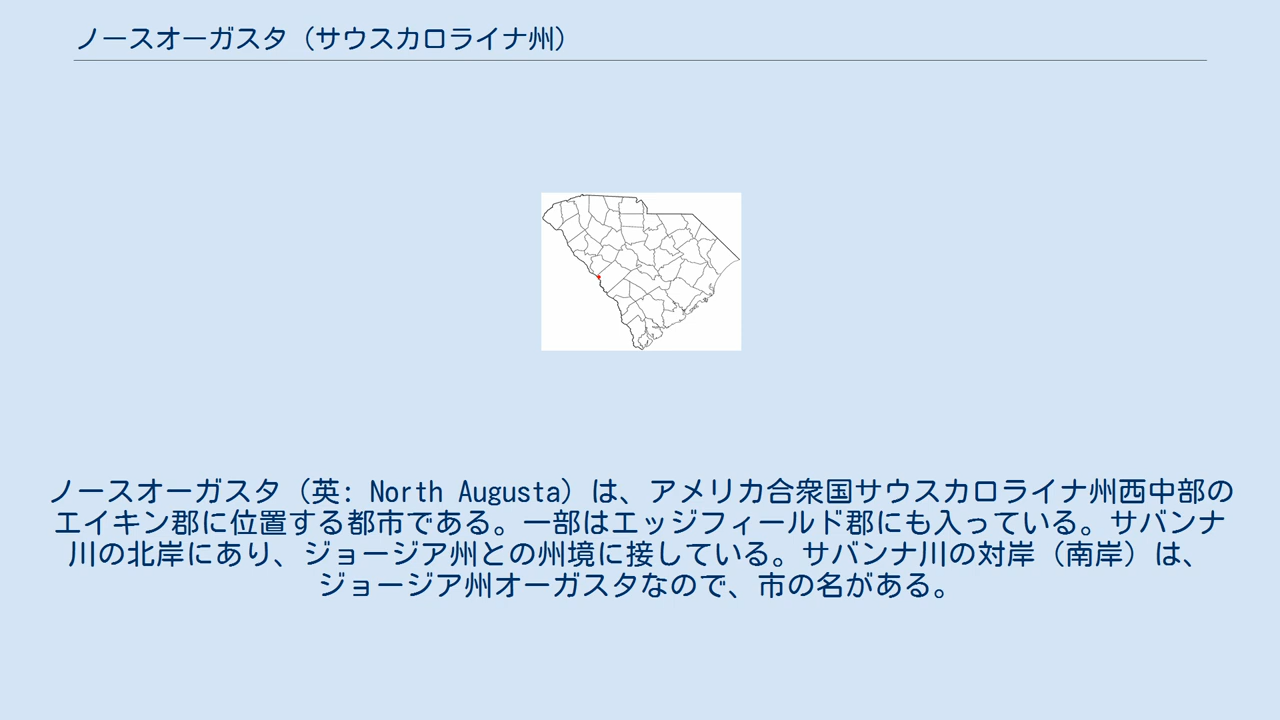 ノースオーガスタ（サウスカロライナ州）
ノースオーガスタ（英: North Augusta）は、アメリカ合衆国サウスカロライナ州西中部の
エイキン郡に位置する都市である。一部はエッジフィールド郡にも入っている。サバンナ
川の北岸にあり、ジョージア州との州境に接している。サバンナ川の対岸（南岸）は、
ジョージア州オーガスタなので、市の名がある。